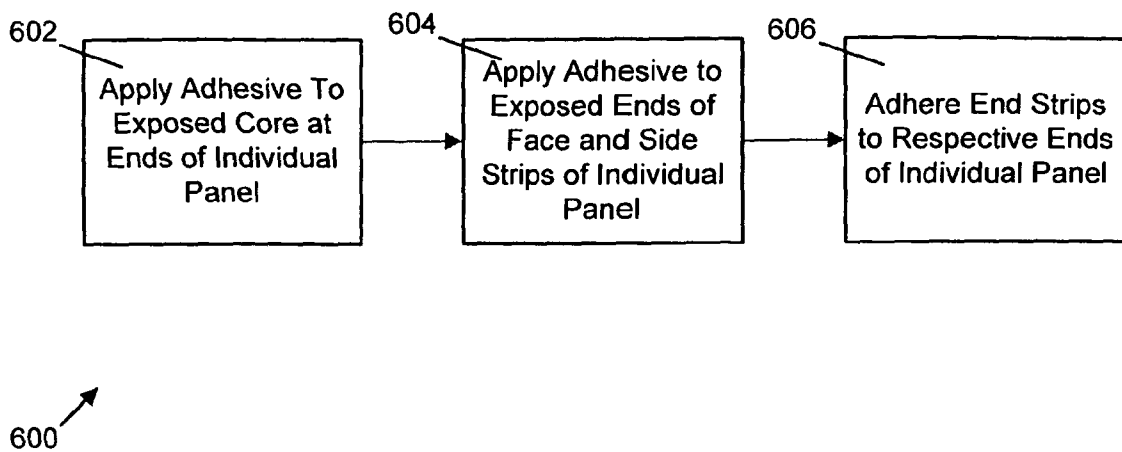 602
Apply Adhesive To
Exposed Core at
Ends of Individual
Panel
604
Apply Adhesive to
Exposed Ends of
Face and Side
Strips of Individual
Panel
606
Adhere End Strips
to Respective Ends
of Individual Panel
600